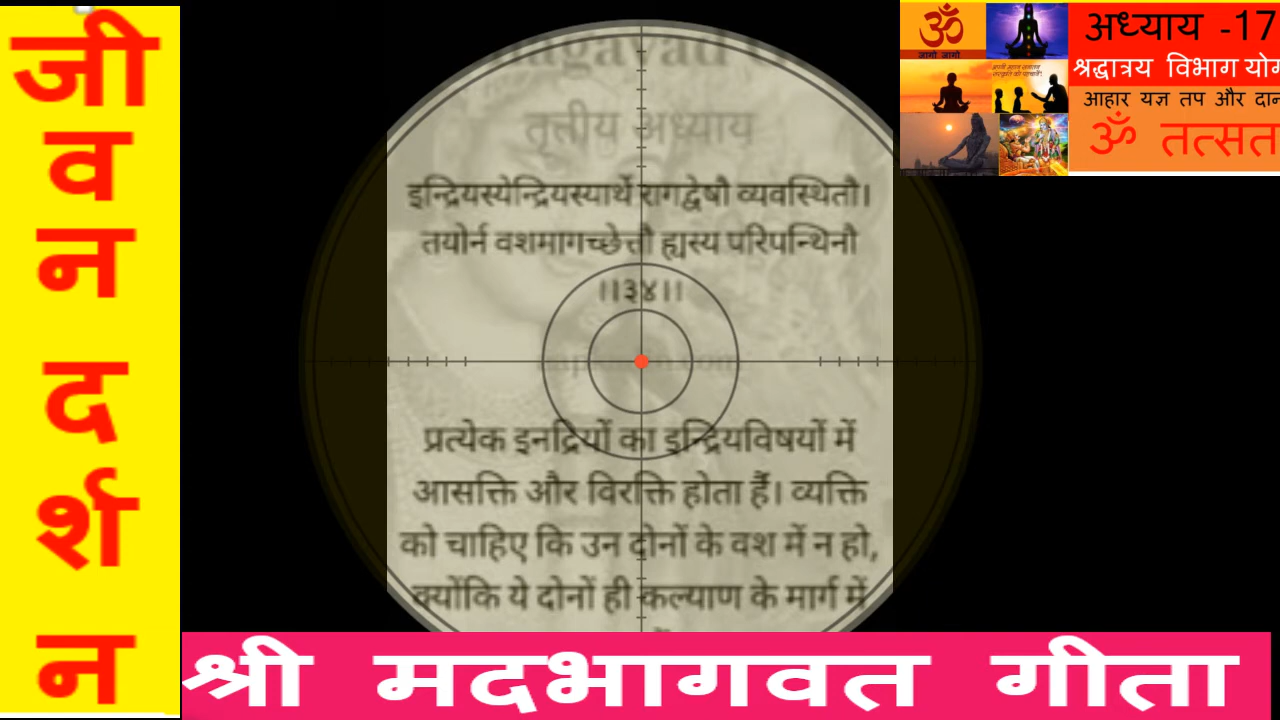 जीवन दर्शन
तृतीय अध्याय
इन्द्रियस्येन्द्रियस्यार्थे रागद्वेषौ व्यवस्थितौ।
तयोर्न वशमागच्छेत्तौ ह्यस्य परिपन्थिनौ
।।३४।।
प्रत्येक इनद्रियों का इन्द्रियविषयों में
आसक्ति और विरक्ति होता हैं। व्यक्ति
को चाहिए कि उन दोनों के वश में न हो,
क्योंकि ये दोनों ही कल्याण के मार्ग में
अध्याय -17
श्रद्धात्रय विभाग योग
आहार यज्ञ तप और दान
ॐ तत्सत
ॐ
जागो जागो
श्री मदभागवत गीता